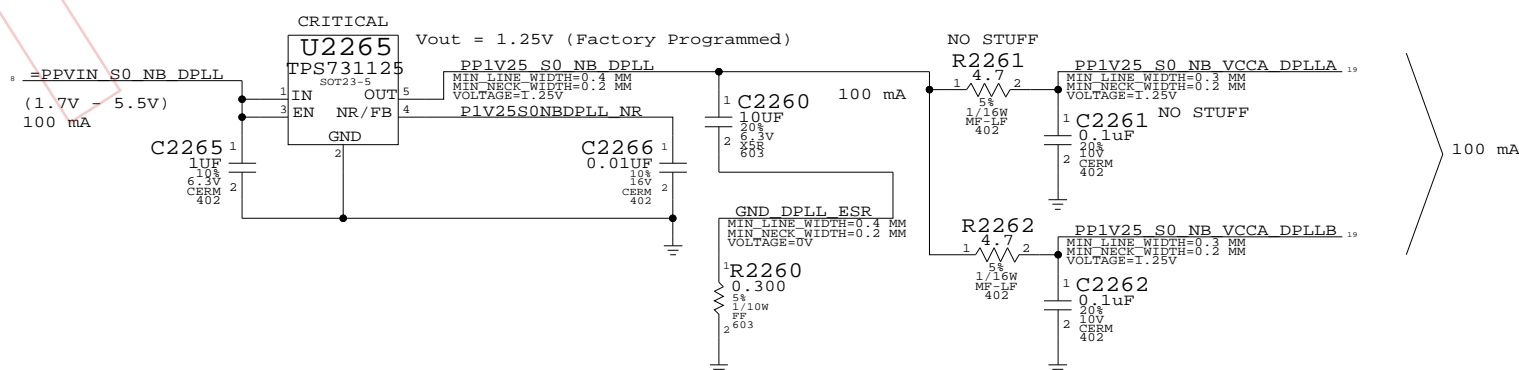 CRITICAL
U2265
TPS731125
SOT23-5
Vout = 1.25V (Factory Programmed)
8 =PPVIN_S0_NB_DPLL
(1.7V - 5.5V)
100 mA
1 IN
3 EN
OUT 5
NR/FB 4
GND
2
PP1V25_S0_NB_DPLL
MIN_LINE_WIDTH=0.4 MM
MIN_NECK_WIDTH=0.2 MM
VOLTAGE=1.25V
P1V25S0NBDPLL_NR
C2265 1
1UF
10%
6.3V
CERM
402
2
C2266 1
0.01UF
10%
16V
CERM
402
2
1 C2260
10UF
20%
6.3V
X5R
603
2
100 mA
GND_DPLL_ESR
MIN_LINE_WIDTH=0.4 MM
MIN_NECK_WIDTH=0.2 MM
VOLTAGE=0V
1 R2260
0.300
5%
1/10W
FF
603
2
NO STUFF
R2261
4.7
1 2
5%
1/16W
MF-LF
402
PP1V25_S0_NB_VCCA_DPLLA 19
MIN_LINE_WIDTH=0.3 MM
MIN_NECK_WIDTH=0.2 MM
VOLTAGE=1.25V
NO STUFF
1 C2261
0.1uF
20%
10V
CERM
402
2
R2262
4.7
1 2
5%
1/16W
MF-LF
402
PP1V25_S0_NB_VCCA_DPLLB 19
MIN_LINE_WIDTH=0.3 MM
MIN_NECK_WIDTH=0.2 MM
VOLTAGE=1.25V
1 C2262
0.1uF
20%
10V
CERM
402
2
100 mA